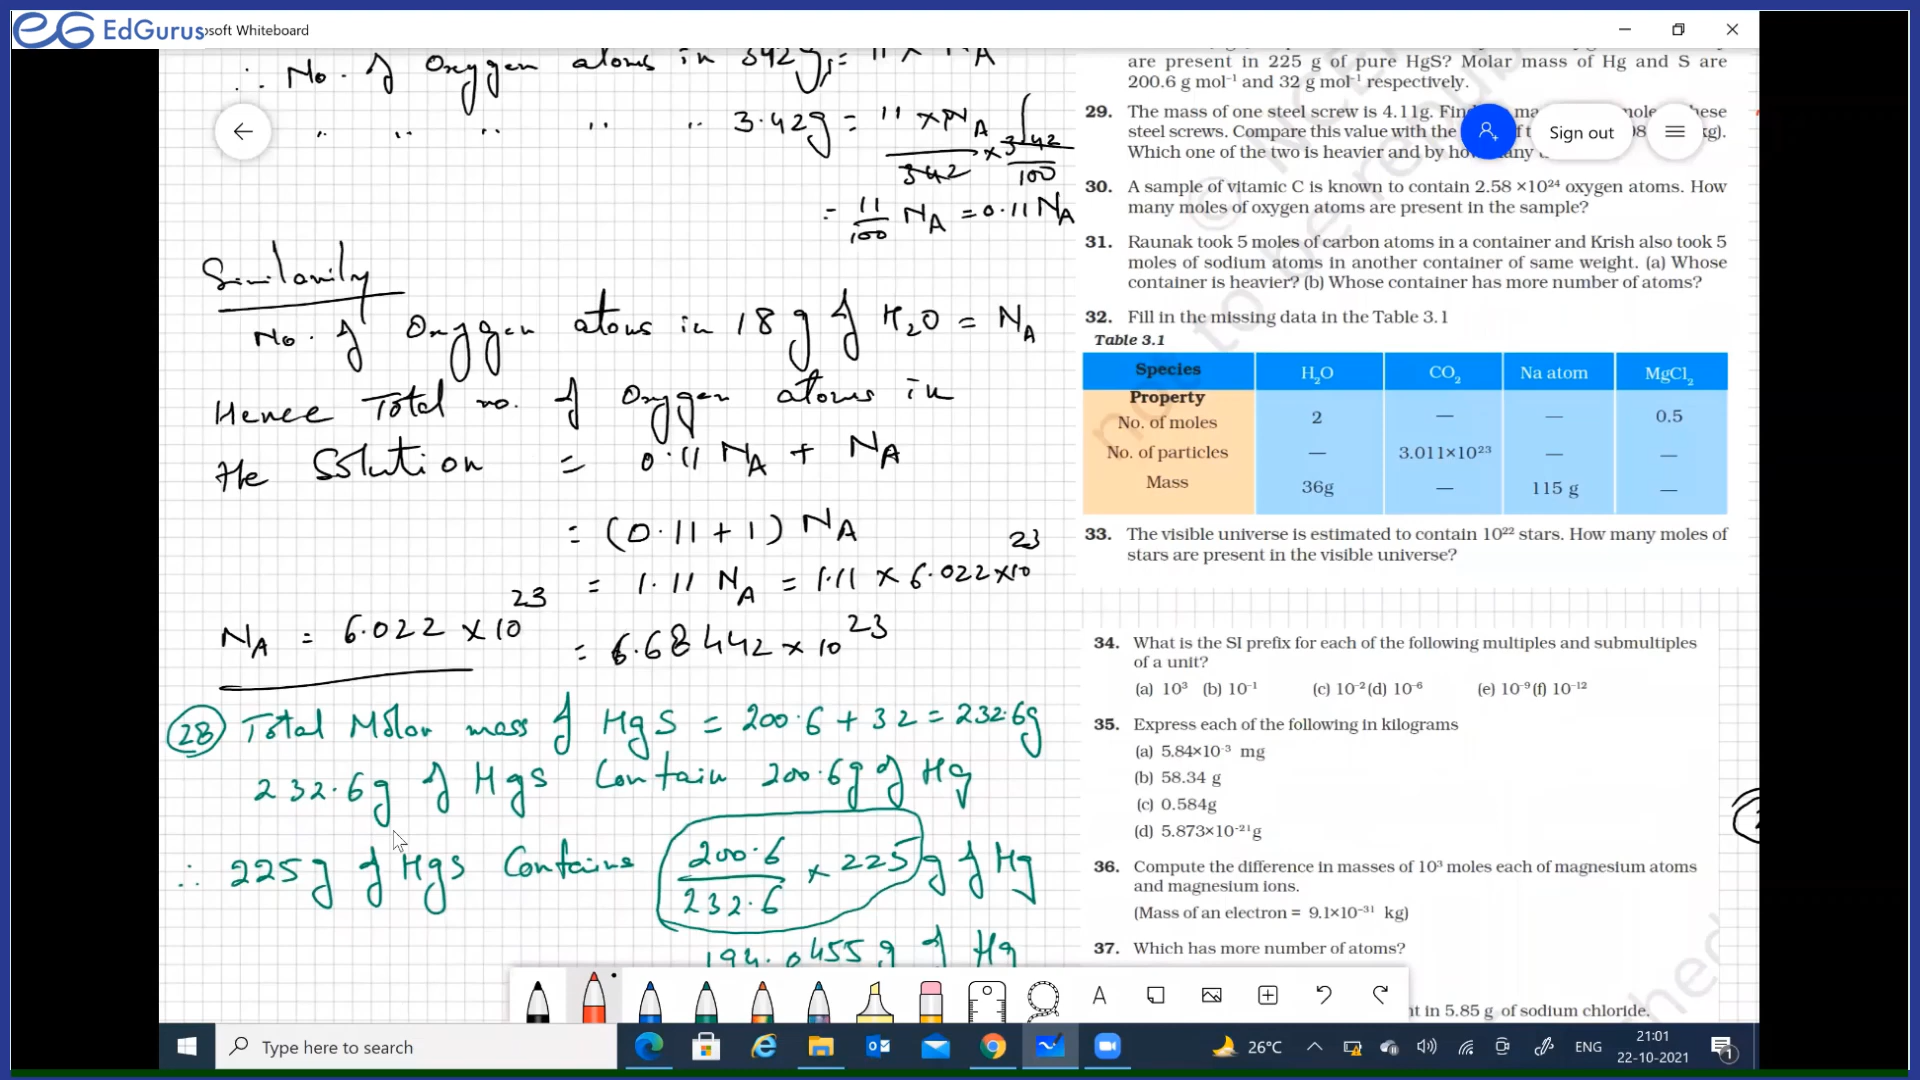 EdGurus
osoft Whiteboard
∴ No. of Oxygen atoms in 342g = 11 × NA
〃 〃 〃 〃 〃 3.42g = 11 × NA / 342 × 342 / 100
= 11/100 NA = 0.11 NA
Similarily
No. of Oxygen atoms in 18 g of H2O = NA
Hence Total no. of Oxygen atoms in
the Solution = 0.11 NA + NA
= (0.11 + 1) NA
= 1.11 NA = 1.11 × 6.022×10²³
NA = 6.022 × 10²³
= 6.68442 × 10²³
28 Total Molar mass of HgS = 200.6 + 32 = 232.6g
232.6g of HgS Contain 200.6g of Hg
∴ 225g of HgS Contains 200.6/232.6 × 225 g of Hg
194.0455 g of Hg
are present in 225 g of pure HgS? Molar mass of Hg and S are
200.6 g mol⁻¹ and 32 g mol⁻¹ respectively.
29. The mass of one steel screw is 4.11g. Find ma mole ese
steel screws. Compare this value with the f t 98 kg).
Which one of the two is heavier and by how any
Sign out
30. A sample of vitamic C is known to contain 2.58 ×10²⁴ oxygen atoms. How
many moles of oxygen atoms are present in the sample?
31. Raunak took 5 moles of carbon atoms in a container and Krish also took 5
moles of sodium atoms in another container of same weight. (a) Whose
container is heavier? (b) Whose container has more number of atoms?
32. Fill in the missing data in the Table 3.1
Table 3.1
Species H₂O CO₂ Na atom MgCl₂
Property
No. of moles 2 — — 0.5
No. of particles — 3.011×10²³ — —
Mass 36g — 115 g —
33. The visible universe is estimated to contain 10²² stars. How many moles of
stars are present in the visible universe?
34. What is the SI prefix for each of the following multiples and submultiples
of a unit?
(a) 10³ (b) 10⁻¹ (c) 10⁻² (d) 10⁻⁶ (e) 10⁻⁹ (f) 10⁻¹²
35. Express each of the following in kilograms
(a) 5.84×10⁻³ mg
(b) 58.34 g
(c) 0.584g
(d) 5.873×10⁻²¹g
36. Compute the difference in masses of 10³ moles each of magnesium atoms
and magnesium ions.
(Mass of an electron = 9.1×10⁻³¹ kg)
37. Which has more number of atoms?
nt in 5.85 g of sodium chloride.
Type here to search
26°C
ENG
21:01
22-10-2021
1